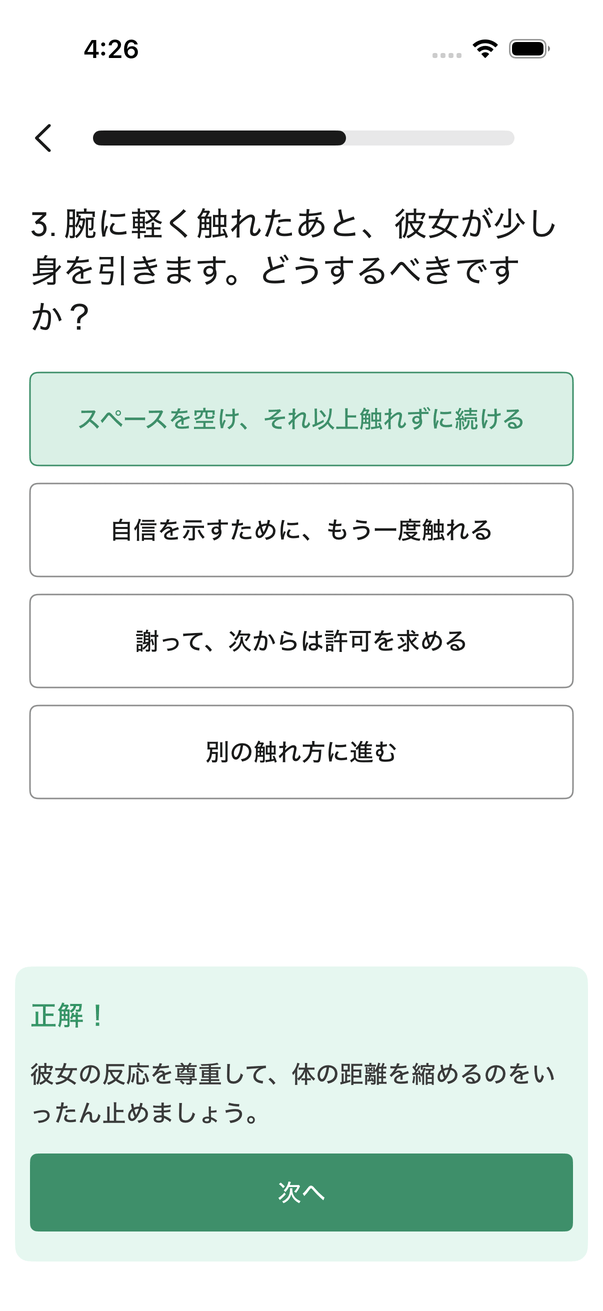 4:26
3. 腕に軽く触れたあと、彼女が少し
身を引きます。どうするべきです
か？
スペースを空け、それ以上触れずに続ける
自信を示すために、もう一度触れる
謝って、次からは許可を求める
別の触れ方に進む
正解！
彼女の反応を尊重して、体の距離を縮めるのをい
ったん止めましょう。
次へ